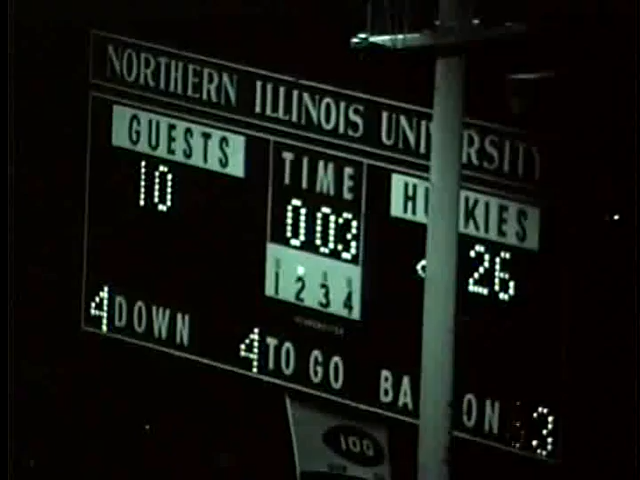 NORTHERN ILLINOIS UNIVERSITY
GUESTS TIME HUSKIES
10 0 03 26
1 2 3 4
4 DOWN 4 TO GO BALL ON 3
100